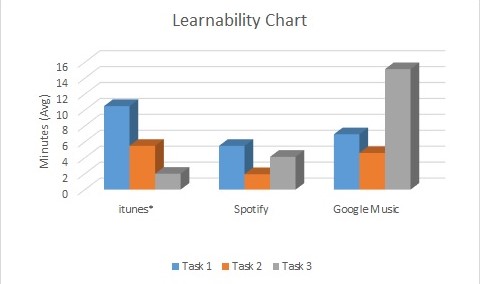 Learnability Chart
Minutes (Avg)
16
14
12
10
8
6
4
2
0
itunes*
Spotify
Google Music
Task 1
Task 2
Task 3